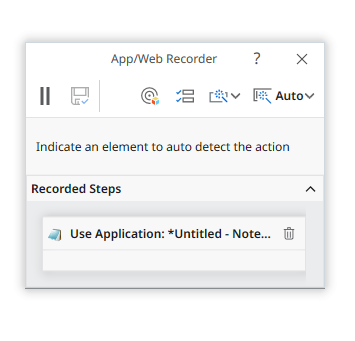 App/Web Recorder ?
Auto
Indicate an element to auto detect the action
Recorded Steps
Use Application: *Untitled - Note...